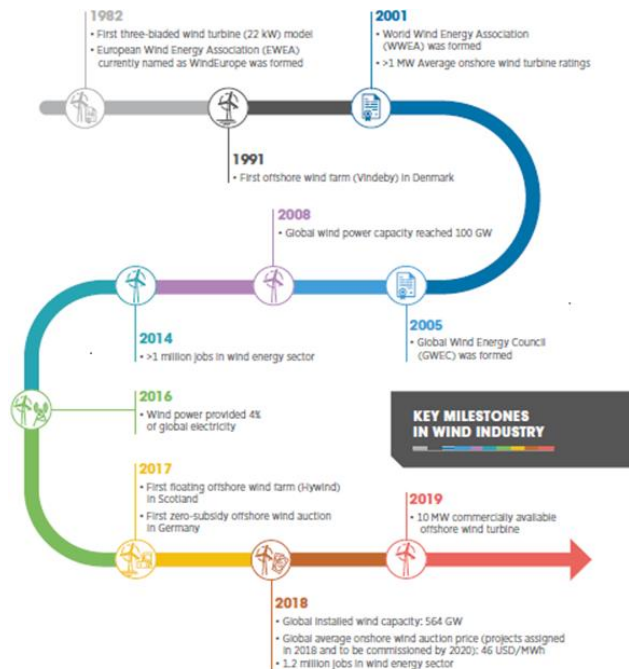 1982
• First three-bladed wind turbine (22 kW) model
• European Wind Energy Association (EWEA)
currently named as WindEurope was formed
2001
• World Wind Energy Association
(WWEA) was formed
• >1 MW Average onshore wind turbine ratings
1991
• First offshore wind farm (Vindeby) in Denmark
2008
• Global wind power capacity reached 100 GW
2014
• >1 million jobs in wind energy sector
2005
• Global Wind Energy Council
(GWEC) was formed
2016
• Wind power provided 4%
of global electricity
KEY MILESTONES
IN WIND INDUSTRY
2017
• First floating offshore wind farm (Hywind)
in Scotland
• First zero-subsidy offshore wind auction
in Germany
2019
• 10 MW commercially available
offshore wind turbine
2018
• Global installed wind capacity: 564 GW
• Global average onshore wind auction price (projects assigned
in 2018 and to be commissioned by 2020): 46 USD/MWh
• 1.2 million jobs in wind energy sector